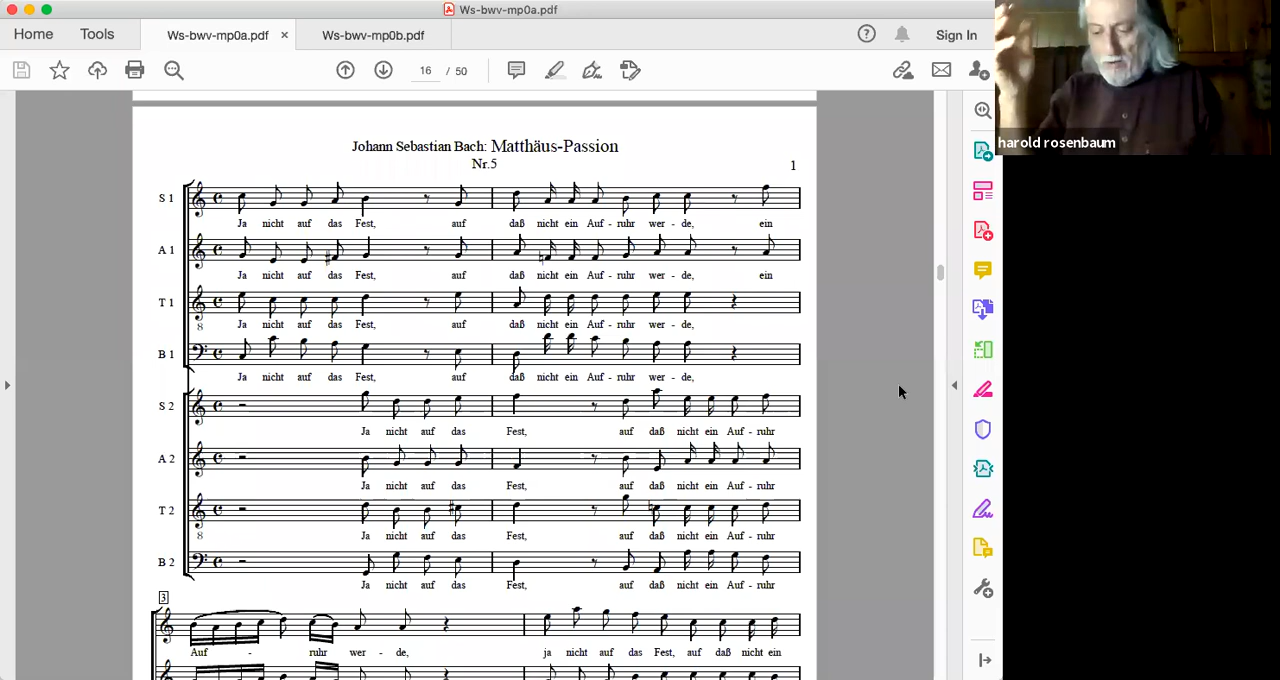 Ws-bwv-mp0a.pdf
Home Tools Ws-bwv-mp0a.pdf × Ws-bwv-mp0b.pdf Sign In
16 / 50
harold rosenbaum
Johann Sebastian Bach: Matthäus-Passion
Nr.5
1
S 1
Ja nicht auf das Fest, auf daß nicht ein Auf - ruhr wer - de, ein
A 1
Ja nicht auf das Fest, auf daß nicht ein Auf - ruhr wer - de, ein
T 1
8
Ja nicht auf das Fest, auf daß nicht ein Auf - ruhr wer - de,
B 1
Ja nicht auf das Fest, auf daß nicht ein Auf - ruhr wer - de,
S 2
Ja nicht auf das Fest, auf daß nicht ein Auf - ruhr
A 2
Ja nicht auf das Fest, auf daß nicht ein Auf - ruhr
T 2
8
Ja nicht auf das Fest, auf daß nicht ein Auf - ruhr
B 2
Ja nicht auf das Fest, auf daß nicht ein Auf - ruhr
3
Auf - ruhr wer - de, ja nicht auf das Fest, auf daß nicht ein